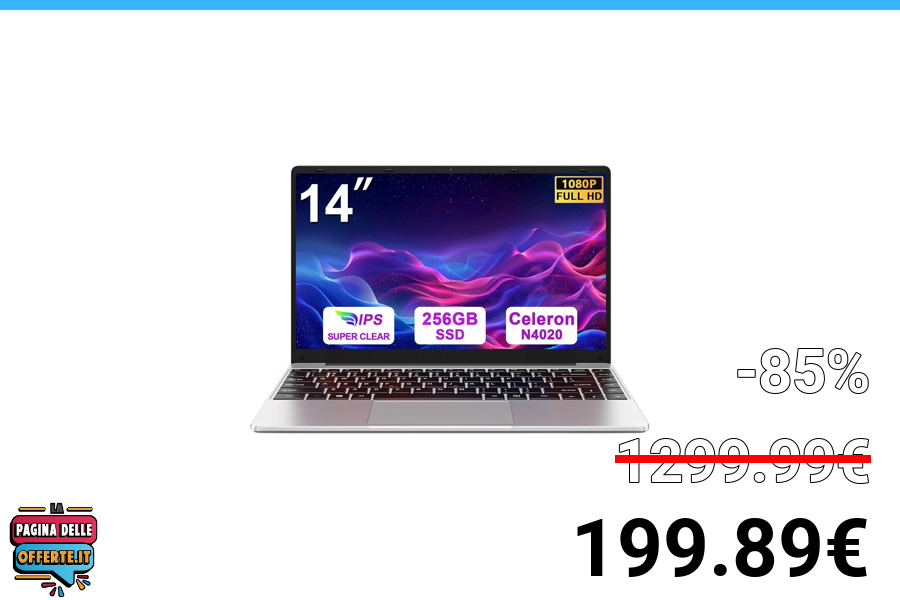 14"
1080P
FULL HD
IPS
SUPER CLEAR
256GB
SSD
Celeron
N4020
-85%
1299.99€
199.89€
LA
PAGINA DELLE
OFFERTE.IT